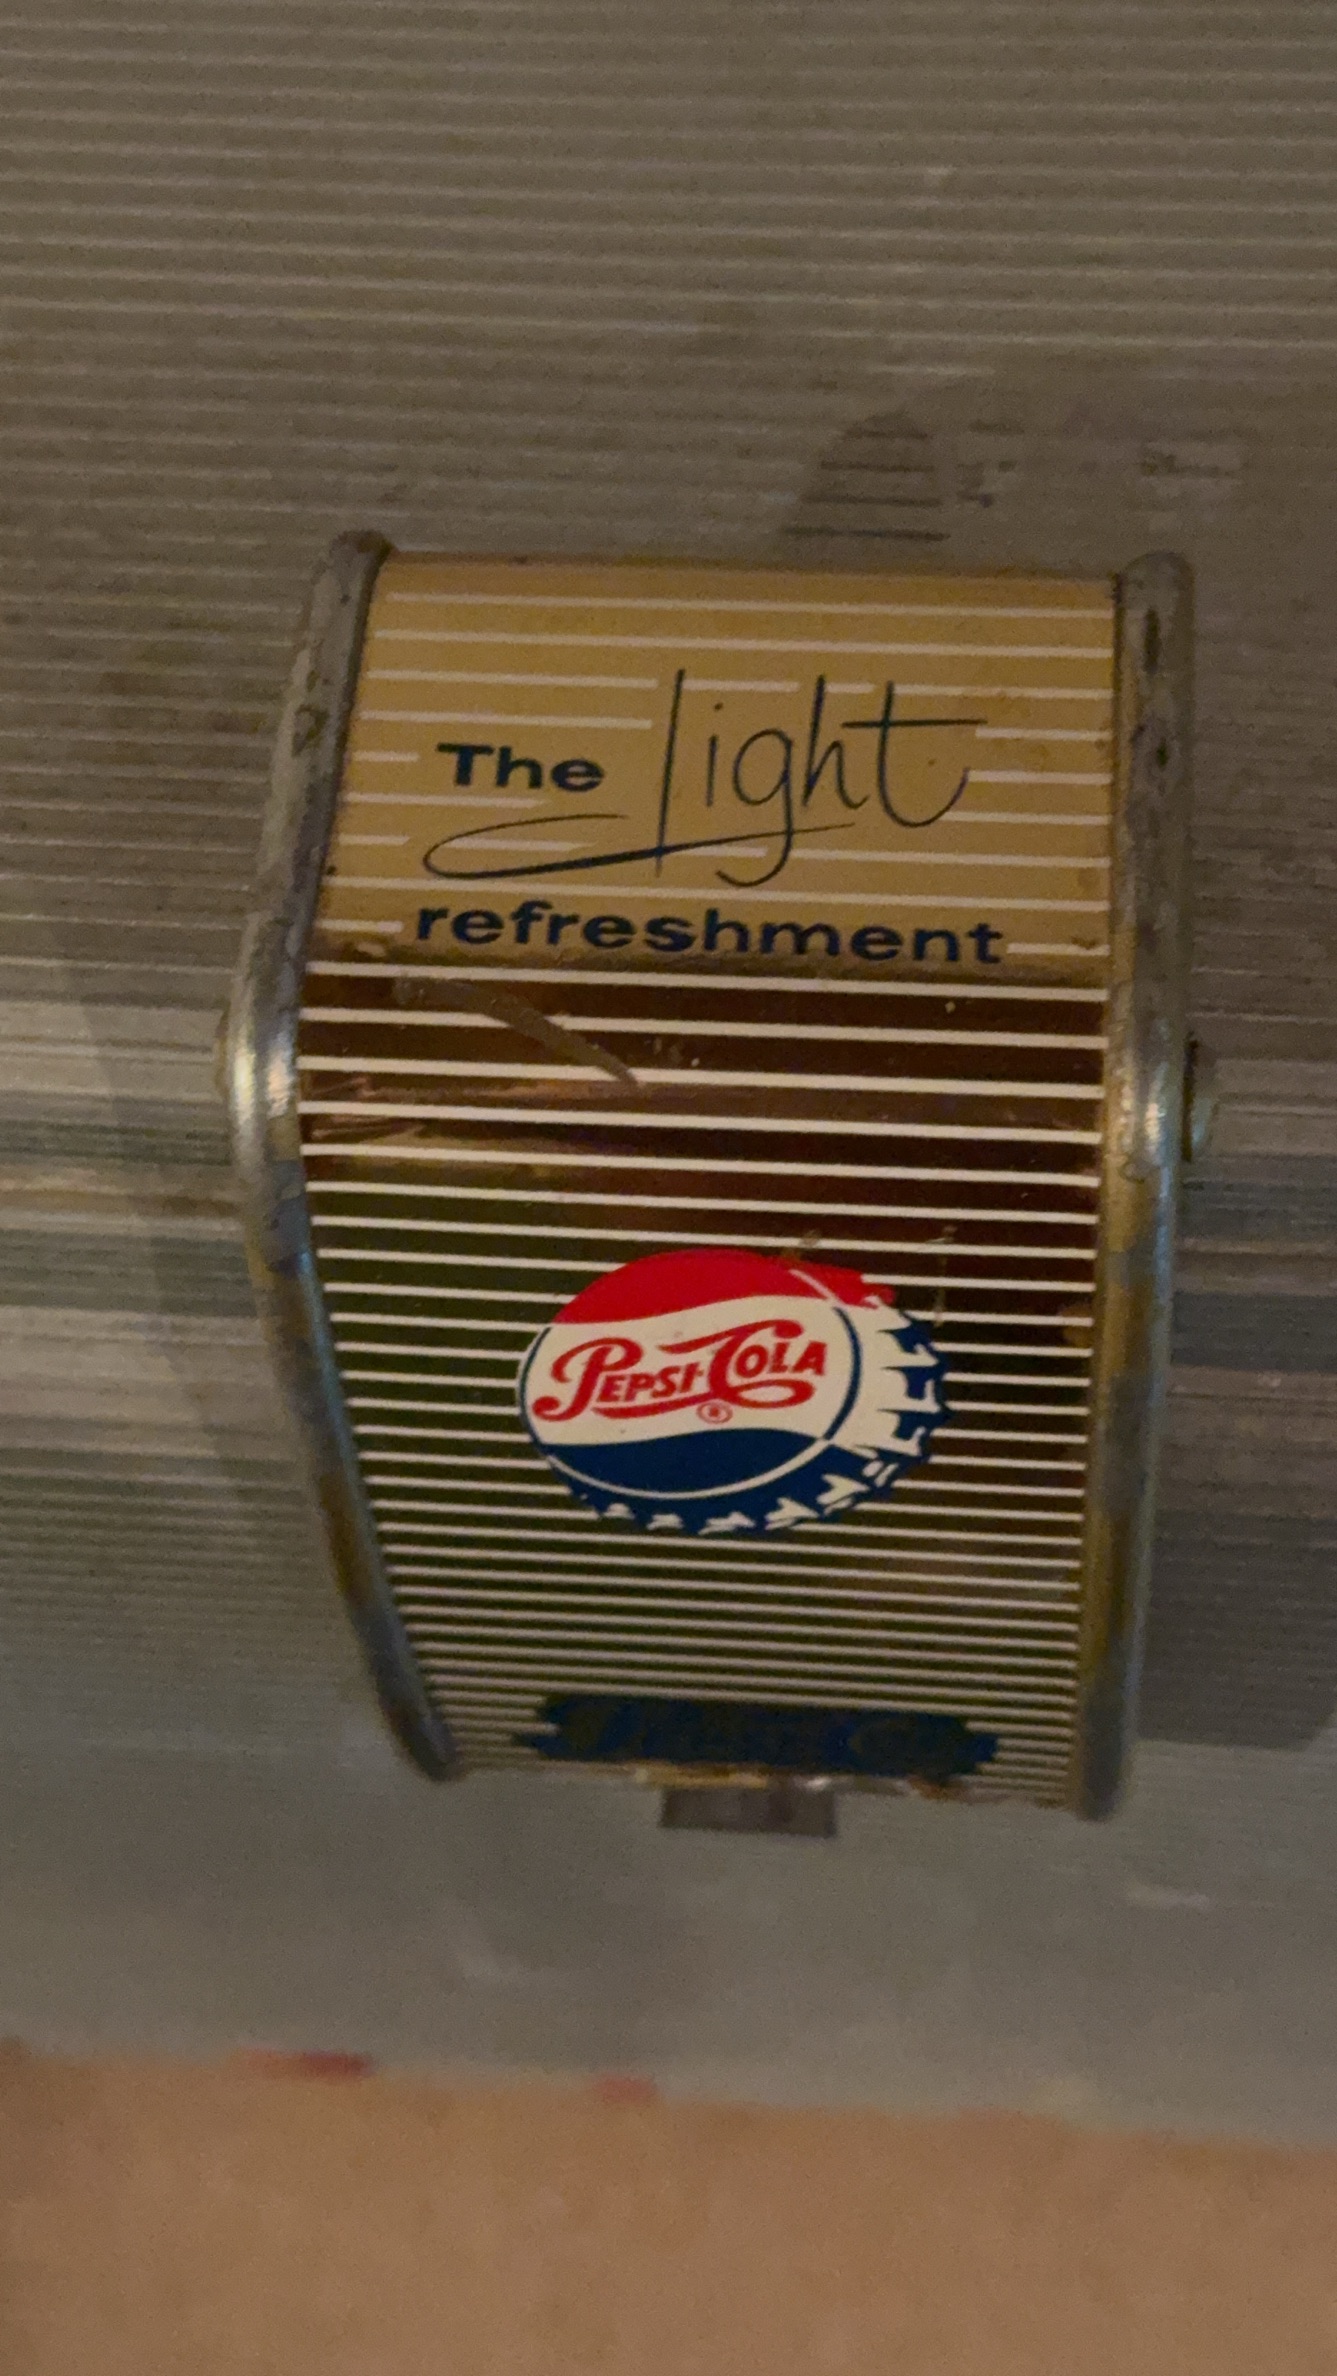 The light
refreshment
PEPSI-COLA
®